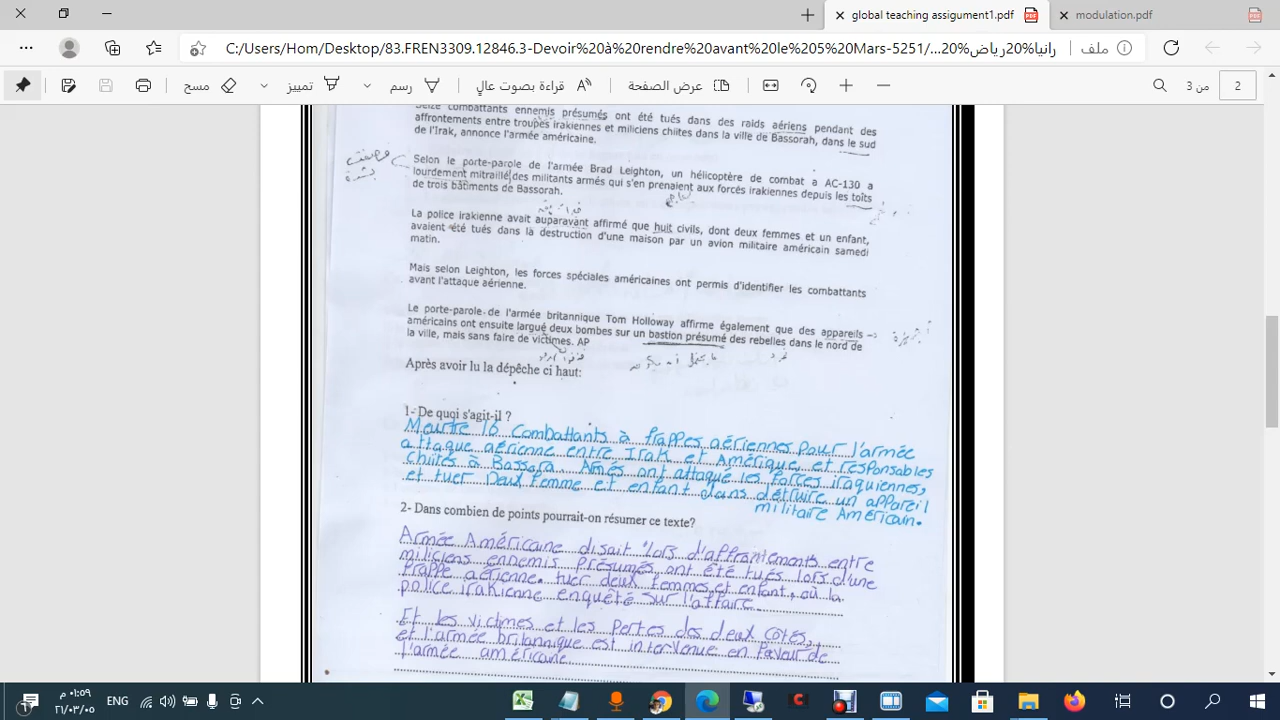 global teaching assignment1.pdf
modulation.pdf
C:/Users/Hom/Desktop/83.FREN3309.12846.3-Devoir%20à%20rendre%20avant%20le%205%20Mars-5251/...رانيا%20رياض%20
ملف
مسح
تمييز
رسم
قراءة بصوت عالٍ
عرض الصفحة
3 من
2
Seize combattants ennemis présumés ont été tués dans des raids aériens pendant des
affrontements entre troupes irakiennes et miliciens chiites dans la ville de Bassorah, dans le sud
de l'Irak, annonce l'armée américaine.
Selon le porte-parole de l'armée Brad Leighton, un hélicoptère de combat a AC-130 a
lourdement mitraillé des militants armés qui s'en prenaient aux forces irakiennes depuis les toits
de trois bâtiments de Bassorah.
La police irakienne avait auparavant affirmé que huit civils, dont deux femmes et un enfant,
avaient été tués dans la destruction d'une maison par un avion militaire américain samedi
matin.
Mais selon Leighton, les forces spéciales américaines ont permis d'identifier les combattants
avant l'attaque aérienne.
Le porte-parole de l'armée britannique Tom Holloway affirme également que des appareils
américains ont ensuite largué deux bombes sur un bastion présumé des rebelles dans le nord de
la ville, mais sans faire de victimes. AP
Après avoir lu la dépêche ci haut:
1- De quoi s'agit-il ?
Meurtre 16 Combattants à frappes aériennes pour l'armée
attaque aérienne entre Irak et Amérique, et responsables
chiites à Bassora. Armés ont attaque les forces iraquiennes,
et tuer Deux femme et enfant dans détruire un appareil
militaire Américain.
2- Dans combien de points pourrait-on résumer ce texte?
Armée Américaine disait "lors d'affrontements entre
miliciens ennemis présumés, ont été tués lors d'une
frappe aérienne. tuer deux femmes et enfant, où la
police irakienne enquêté sur l'affaire.
Et les victimes et les pertes des deux côtés,
et l'armée britannique est intervenue en faveur de
l'armée américaine.
ENG
٠١:٥٩ م
٢١/٠٣/٠٥